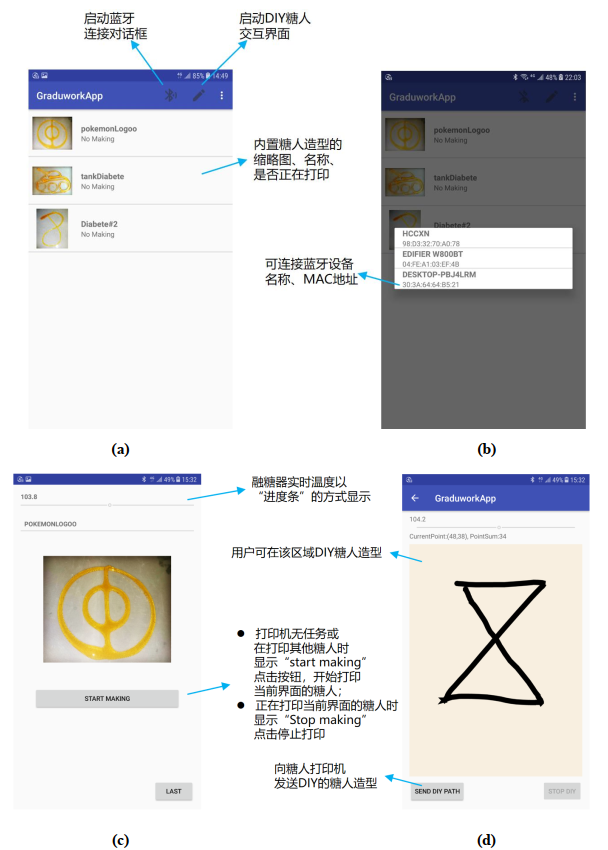 启动蓝牙
连接对话框
启动DIY糖人
交互界面
85% 14:49
GraduworkApp
pokemonLogoo
No Making
tankDiabete
No Making
Diabete#2
No Making
内置糖人造型的
缩略图、名称、
是否正在打印
48% 22:03
GraduworkApp
pokemonLogoo
No Making
tankDiabete
No Making
Diabete#2
HCCXN
98:D3:32:70:A0:78
EDIFIER W800BT
04:FE:A1:03:EF:4B
DESKTOP-PBJ4LRM
30:3A:64:64:B5:21
可连接蓝牙设备
名称、MAC地址
(a)
(b)
49% 15:32
103.8
POKEMONLOGOO
START MAKING
LAST
融糖器实时温度以
“进度条”的方式显示
用户可在该区域DIY糖人造型
● 打印机无任务或
在打印其他糖人时
显示“start making”
点击按钮，开始打印
当前界面的糖人；
● 正在打印当前界面的糖人时
显示“Stop making”
点击停止打印
向糖人打印机
发送DIY的糖人造型
49% 15:32
GraduworkApp
104.2
CurrentPoint:(48,38), PointSum:34
SEND DIY PATH
STOP DIY
(c)
(d)